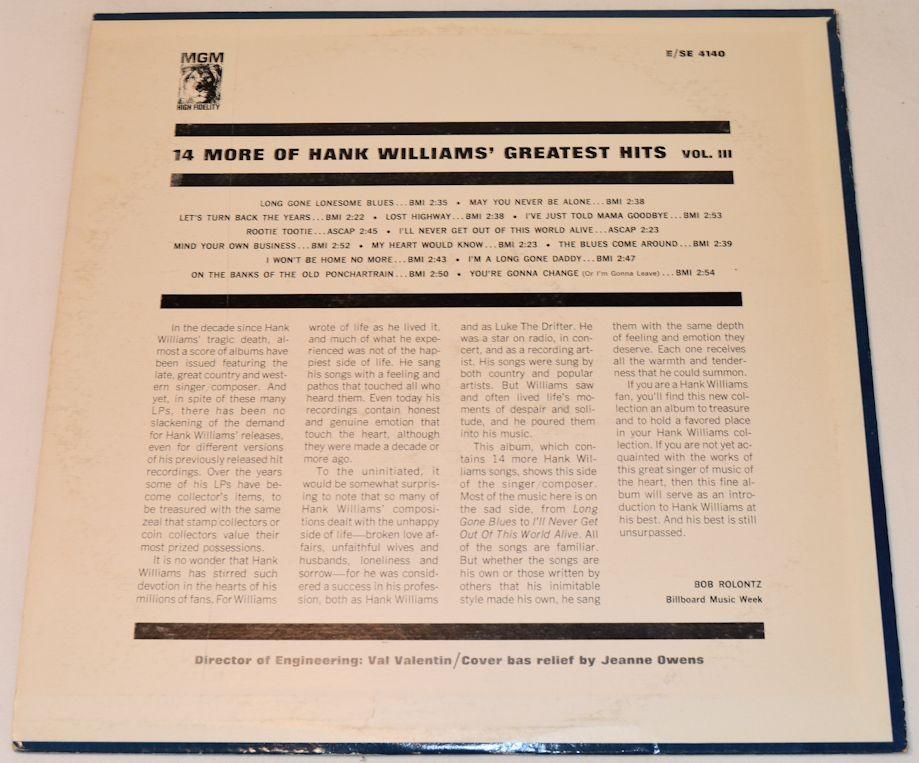 MGM
HIGH FIDELITY
E/SE 4140
14 MORE OF HANK WILLIAMS' GREATEST HITS VOL. III
LONG GONE LONESOME BLUES...BMI 2:35 • MAY YOU NEVER BE ALONE...BMI 2:38
LET'S TURN BACK THE YEARS...BMI 2:22 • LOST HIGHWAY...BMI 2:38 • I'VE JUST TOLD MAMA GOODBYE...BMI 2:53
ROOTIE TOOTIE...ASCAP 2:45 • I'LL NEVER GET OUT OF THIS WORLD ALIVE...ASCAP 2:23
MIND YOUR OWN BUSINESS...BMI 2:52 • MY HEART WOULD KNOW...BMI 2:23 • THE BLUES COME AROUND...BMI 2:39
I WON'T BE HOME NO MORE...BMI 2:43 • I'M A LONG GONE DADDY...BMI 2:47
ON THE BANKS OF THE OLD PONCHARTRAIN...BMI 2:50 • YOU'RE GONNA CHANGE (Or I'm Gonna Leave)...BMI 2:54
In the decade since Hank
Williams' tragic death, al-
most a score of albums have
been issued featuring the
late, great country and west-
ern singer/composer. And
yet, in spite of these many
LPs, there has been no
slackening of the demand
for Hank Williams' releases,
even for different versions
of his previously released hit
recordings. Over the years
some of his LPs have be-
come collector's items, to
be treasured with the same
zeal that stamp collectors or
coin collectors value their
most prized possessions.
It is no wonder that Hank
Williams has stirred such
devotion in the hearts of his
millions of fans. For Williams
wrote of life as he lived it,
and much of what he expe-
rienced was not of the hap-
piest side of life. He sang
his songs with a feeling and
pathos that touched all who
heard them. Even today his
recordings contain honest
and genuine emotion that
touch the heart, although
they were made a decade or
more ago.
To the uninitiated, it
would be somewhat surpris-
ing to note that so many of
Hank Williams' composi-
tions dealt with the unhappy
side of life—broken love af-
fairs, unfaithful wives and
husbands, loneliness and
sorrow—for he was consid-
ered a success in his profes-
sion, both as Hank Williams
and as Luke The Drifter. He
was a star on radio, in con-
cert, and as a recording art-
ist. His songs were sung by
both country and popular
artists. But Williams saw
and often lived life's mo-
ments of despair and soli-
tude, and he poured them
into his music.
This album, which con-
tains 14 more Hank Wil-
liams songs, shows this side
of the singer/composer.
Most of the music here is on
the sad side, from Long
Gone Blues to I'll Never Get
Out Of This World Alive. All
of the songs are familiar.
But whether the songs are
his own or those written by
others that his inimitable
style made his own, he sang
them with the same depth
of feeling and emotion they
deserve. Each one receives
all the warmth and tender-
ness that he could summon.
If you are a Hank Williams
fan, you'll find this new col-
lection an album to treasure
and to hold a favored place
in your Hank Williams col-
lection. If you are not yet ac-
quainted with the works of
this great singer of music of
the heart, then this fine al-
bum will serve as an intro-
duction to Hank Williams at
his best. And his best is still
unsurpassed.
BOB ROLONTZ
Billboard Music Week
Director of Engineering: Val Valentin/Cover bas relief by Jeanne Owens